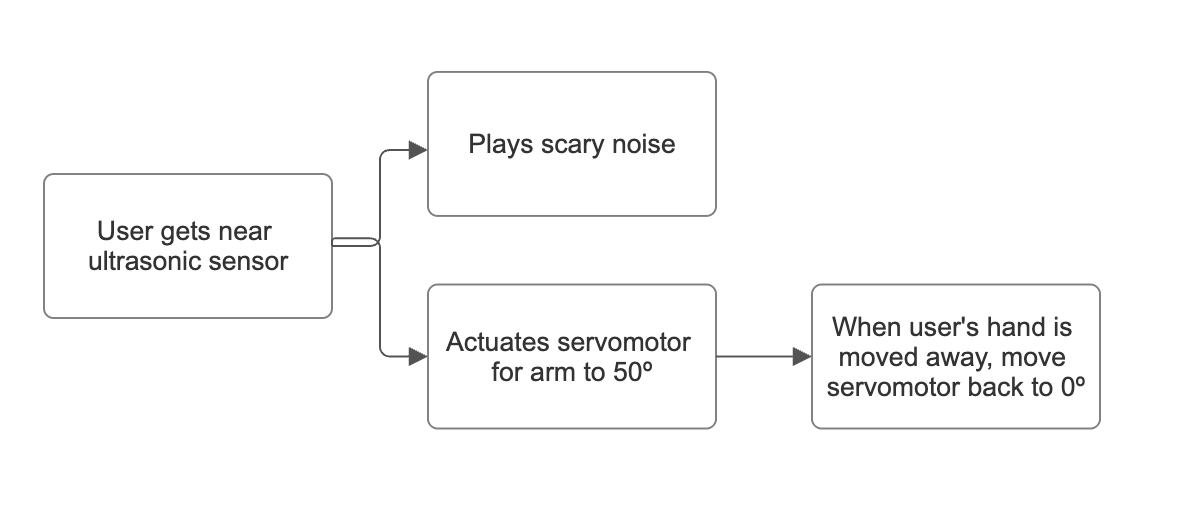 User gets near
ultrasonic sensor
Plays scary noise
Actuates servomotor
for arm to 50º
When user's hand is
moved away, move
servomotor back to 0º